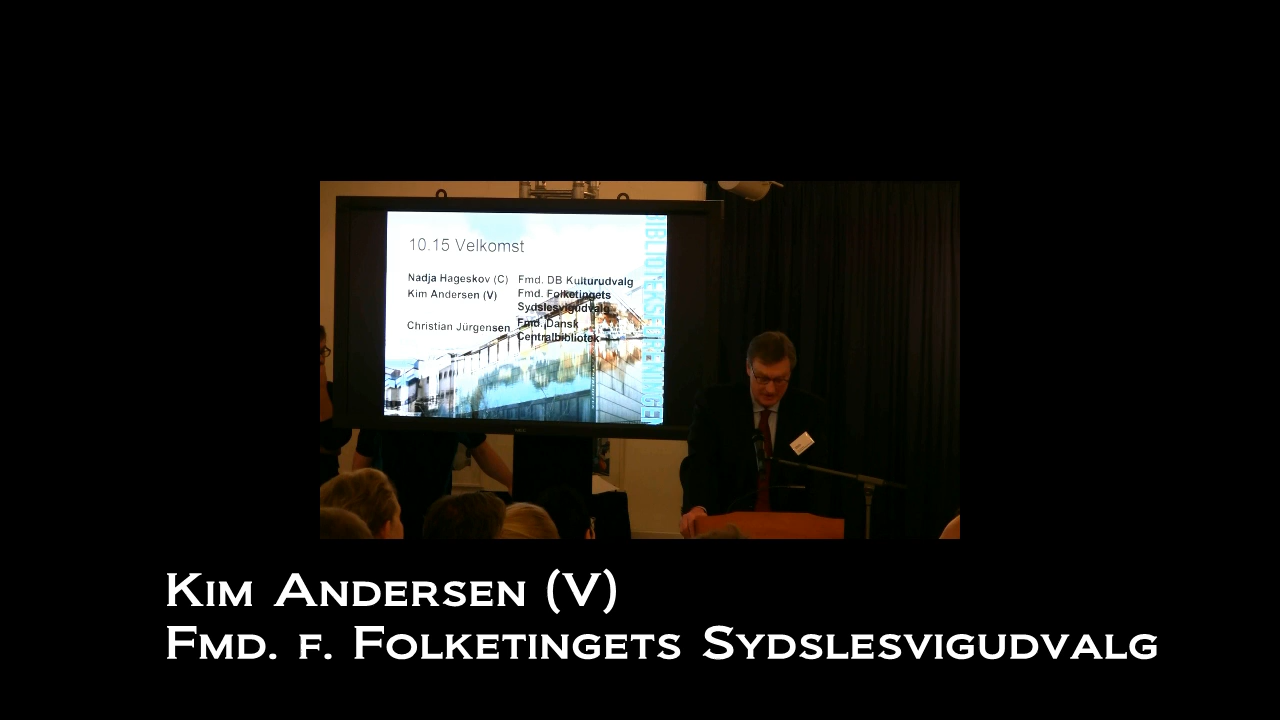 10.15 Velkomst
Nadja Hageskov (C) Fmd. DB Kulturudvalg
Kim Andersen (V) Fmd. Folketingets
Sydslesvigudvalg
Christian Jürgensen Fmd. Dansk
Centralbibliotek
Kim Andersen (V)
Fmd. f. Folketingets Sydslesvigudvalg